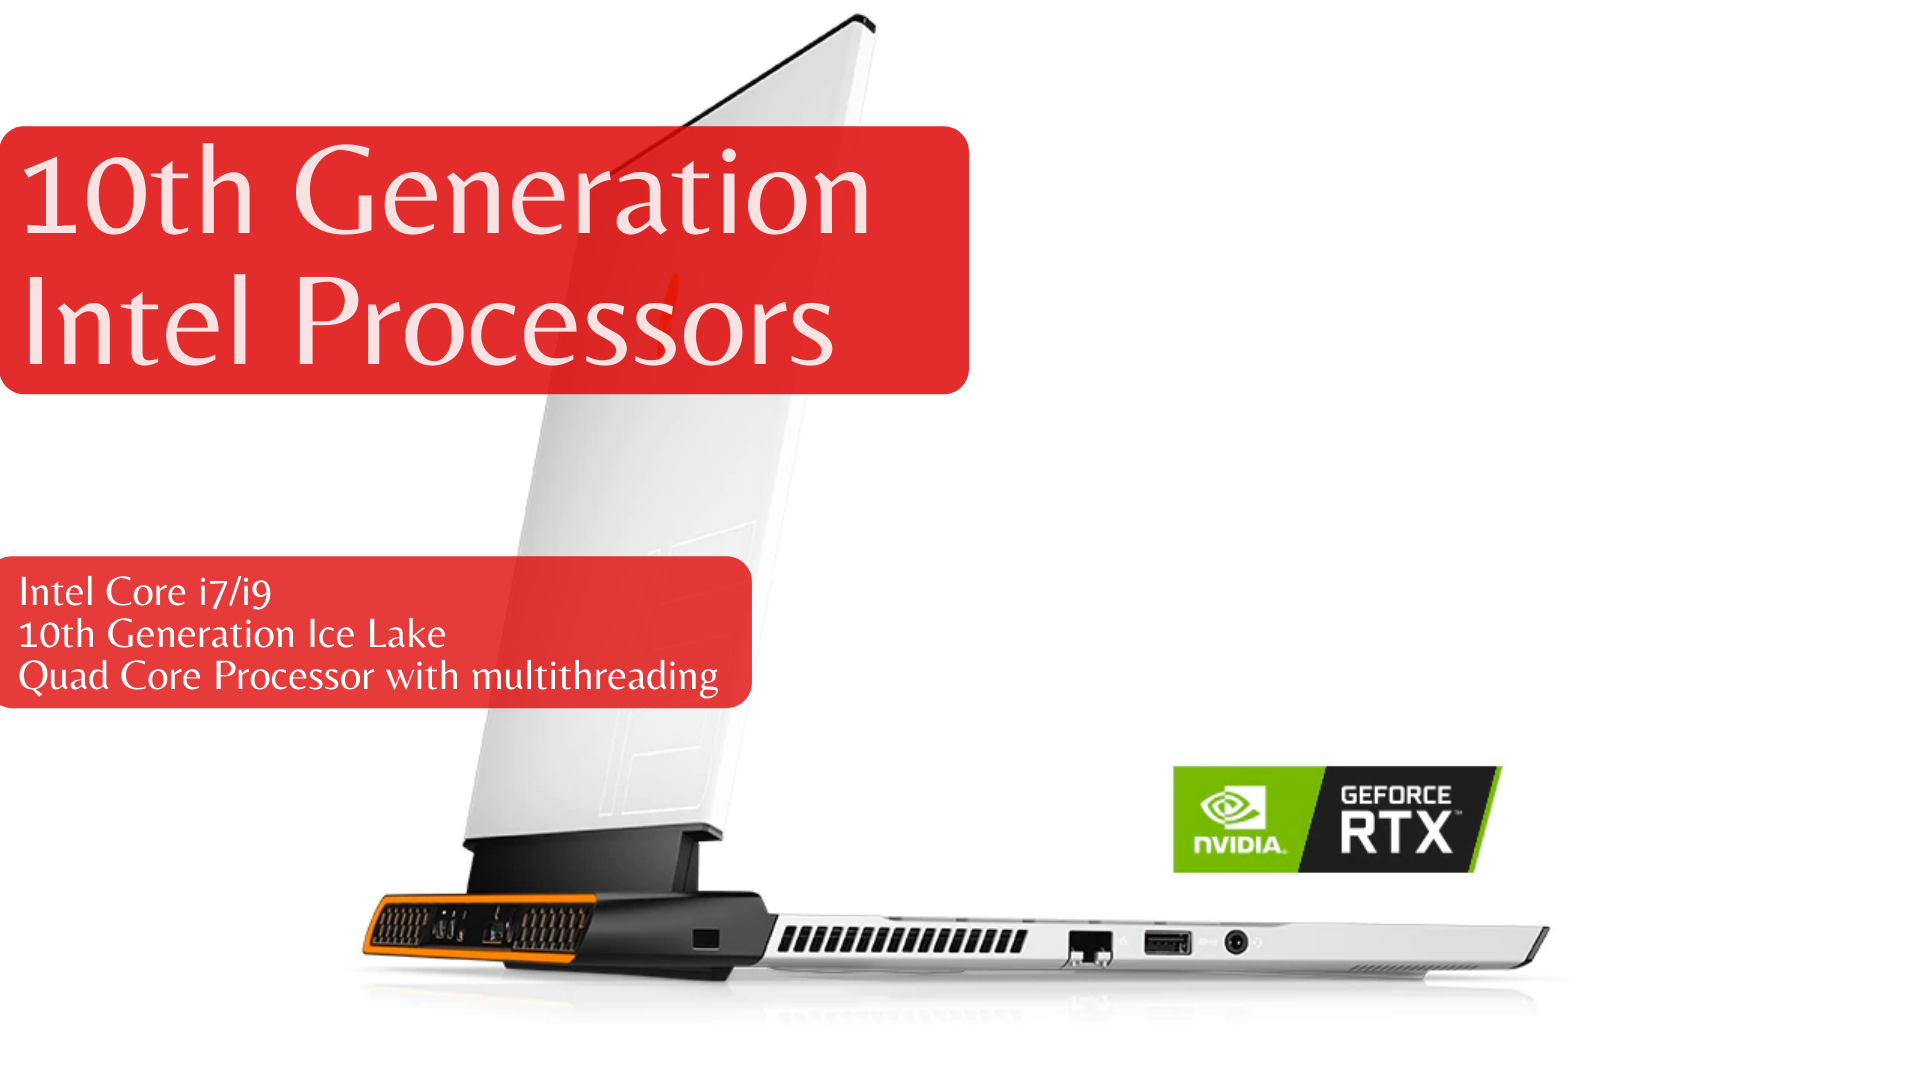 10th Generation
Intel Processors
Intel Core i7/i9
10th Generation Ice Lake
Quad Core Processor with multithreading
NVIDIA.
GEFORCE
RTX™